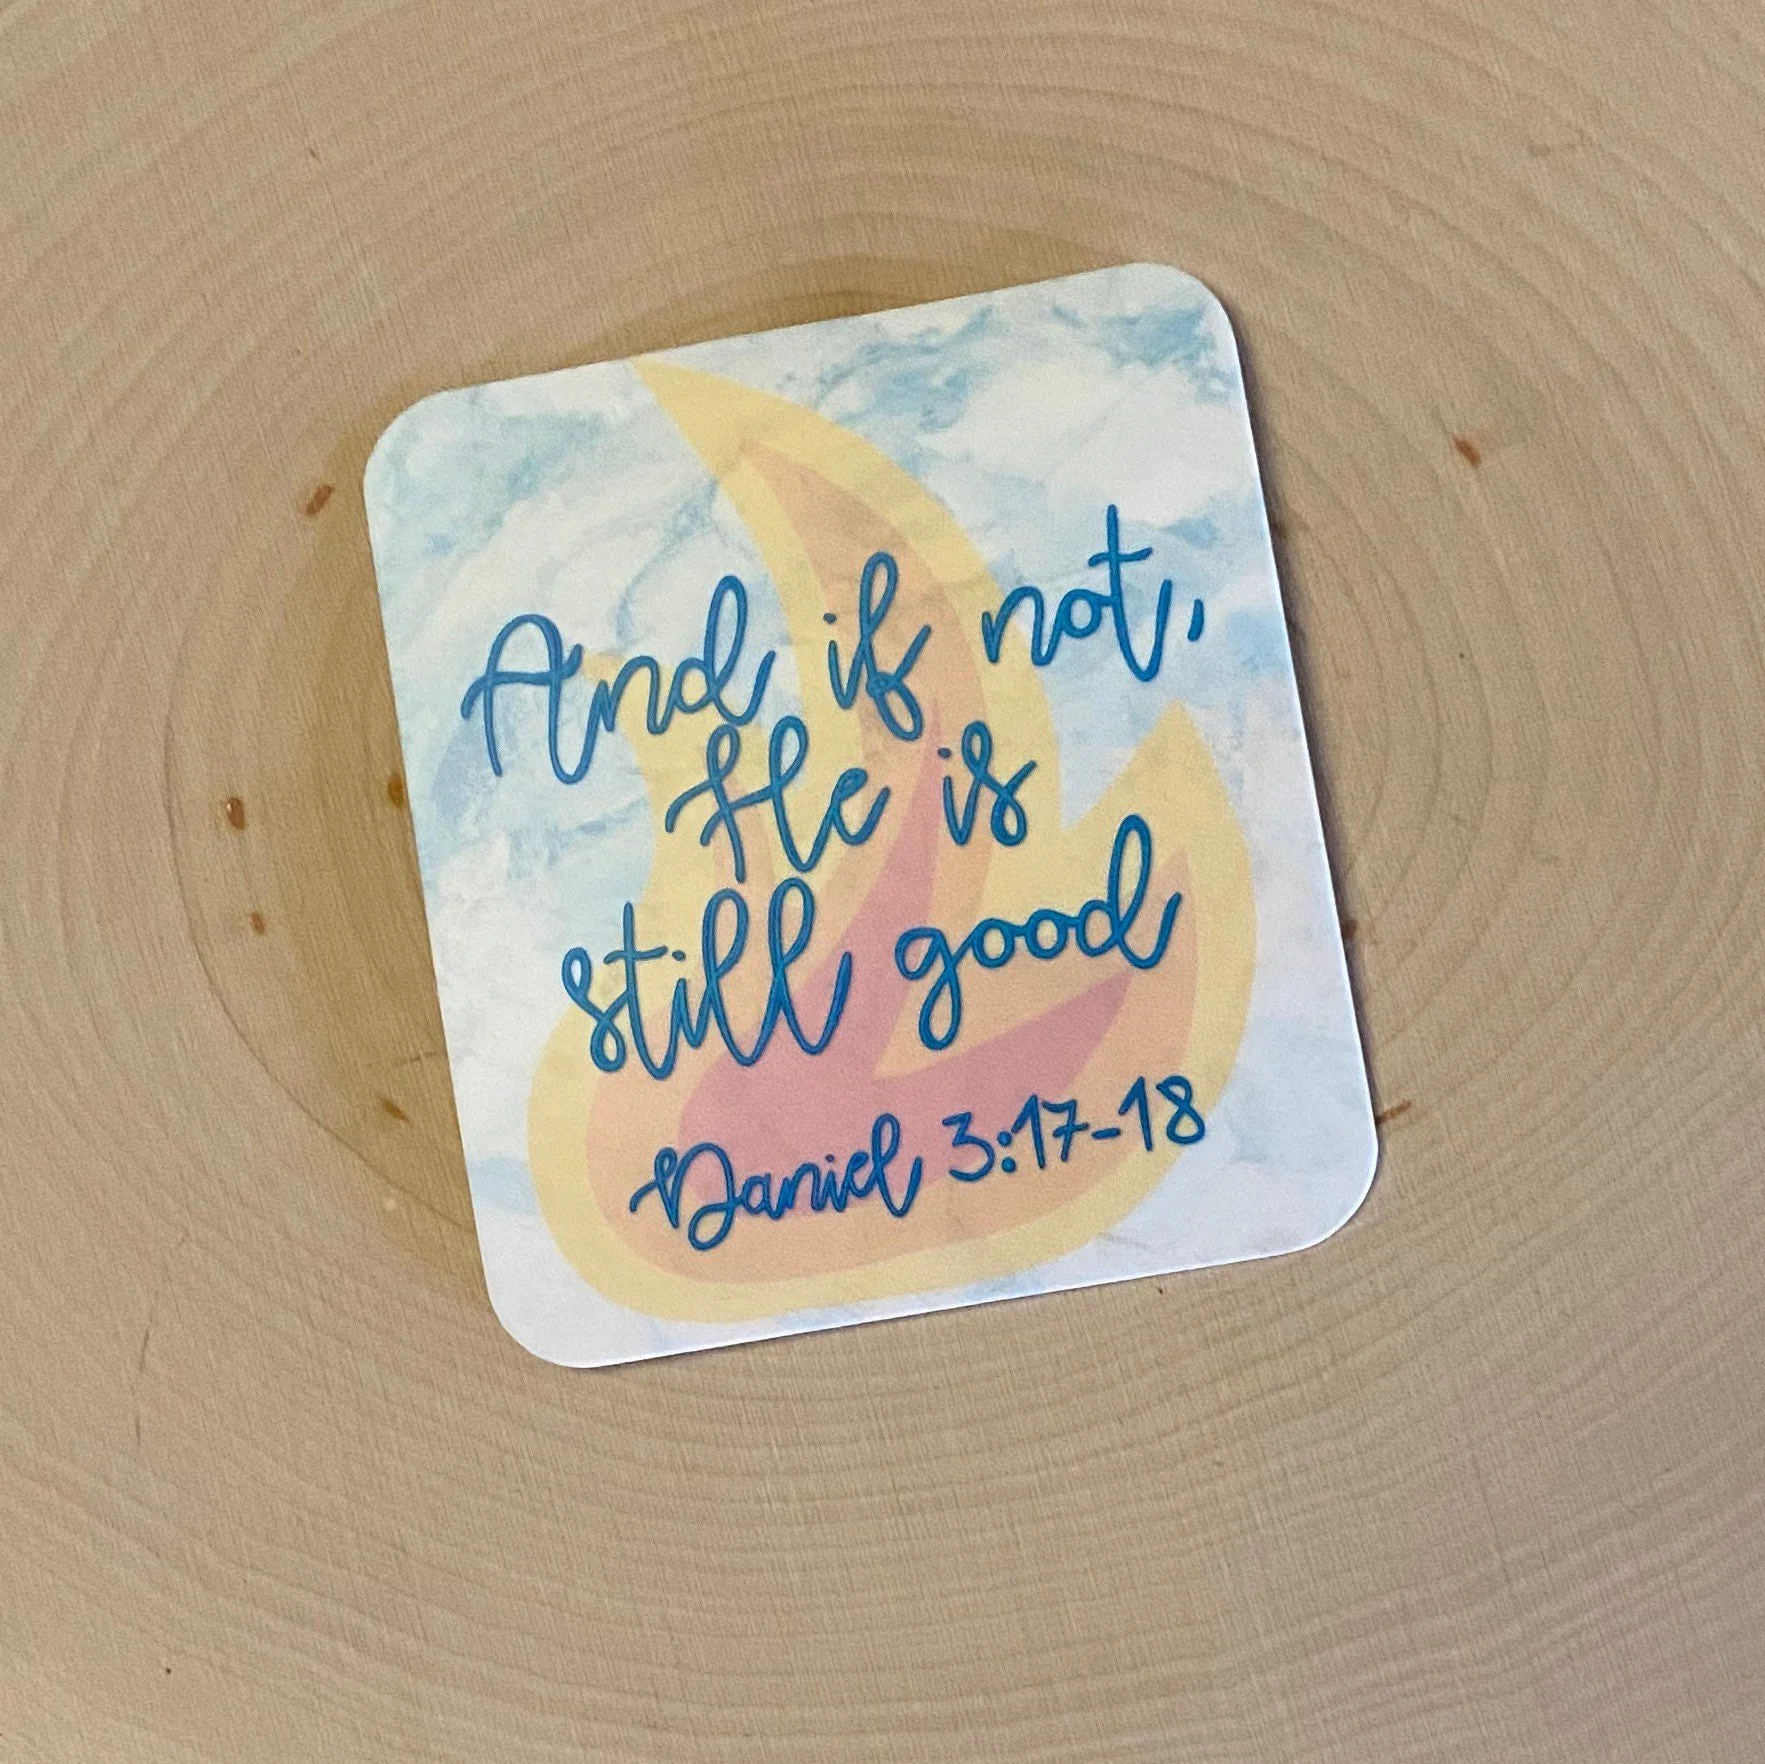 And if not,
He is
still good
Daniel 3:17-18